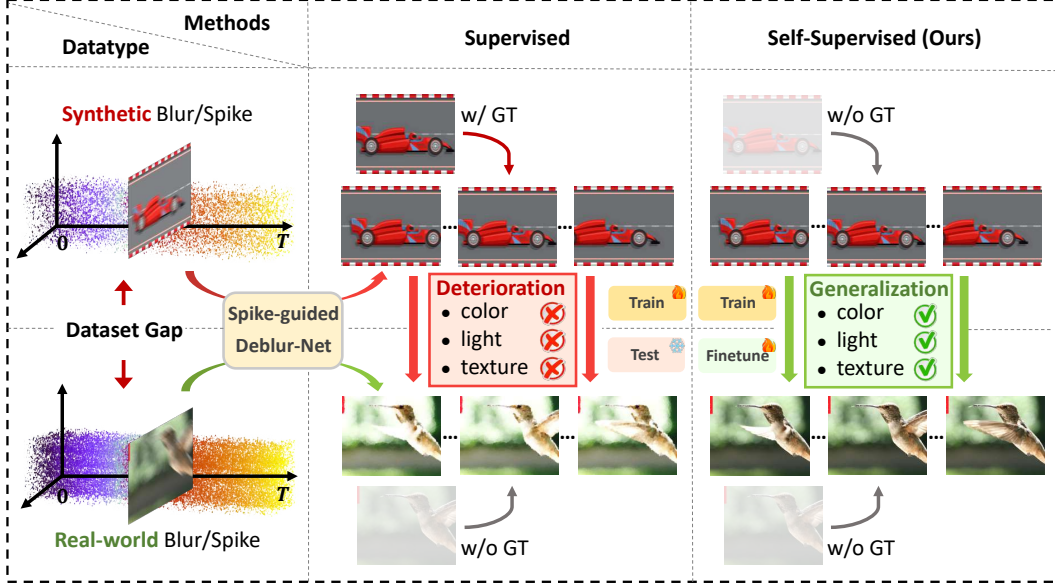 Methods
Datatype
Supervised
Self-Supervised (Ours)
Synthetic Blur/Spike
0
T
w/ GT
w/o GT
... ...
... ...
Dataset Gap
Spike-guided
Deblur-Net
Deterioration
• color
• light
• texture
Train
Test
Train
Finetune
Generalization
• color
• light
• texture
0
T
Real-world Blur/Spike
... ...
... ...
w/o GT
w/o GT